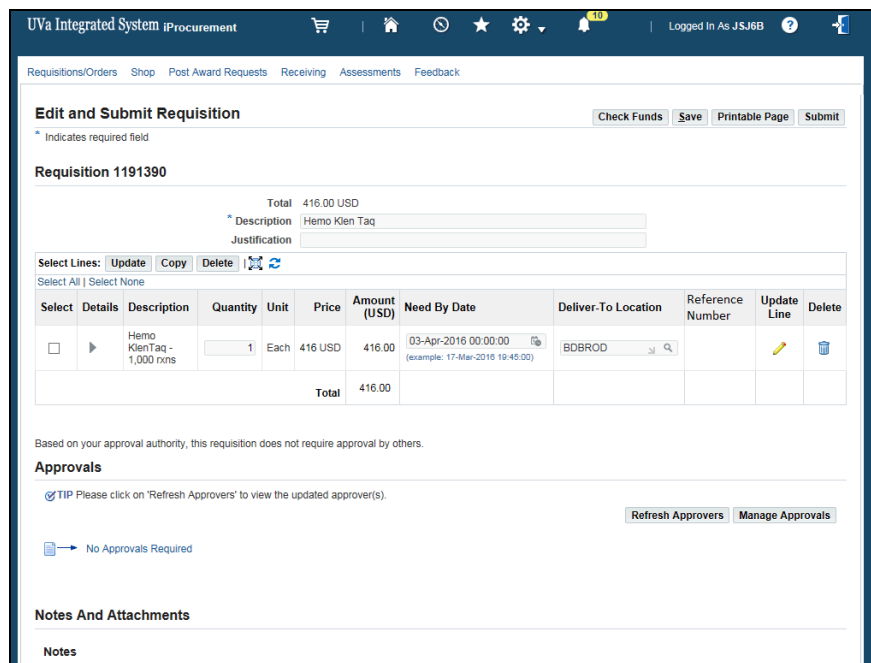 UVa Integrated System iProcurement
10
Logged In As JSJ6B
?
Requisitions/Orders Shop Post Award Requests Receiving Assessments Feedback
Edit and Submit Requisition
Check Funds Save Printable Page Submit
* Indicates required field
Requisition 1191390
Total 416.00 USD
* Description Hemo Klen Taq
Justification
Select Lines: Update Copy Delete |
Select All | Select None
Select Details Description Quantity Unit Price Amount (USD) Need By Date Deliver-To Location Reference Number Update Line Delete
Hemo KlenTaq - 1,000 rxns 1 Each 416 USD 416.00 03-Apr-2016 00:00:00 BDBROD
(example: 17-Mar-2016 19:45:00)
Total 416.00
Based on your approval authority, this requisition does not require approval by others.
Approvals
TIP Please click on 'Refresh Approvers' to view the updated approver(s).
Refresh Approvers Manage Approvals
No Approvals Required
Notes And Attachments
Notes